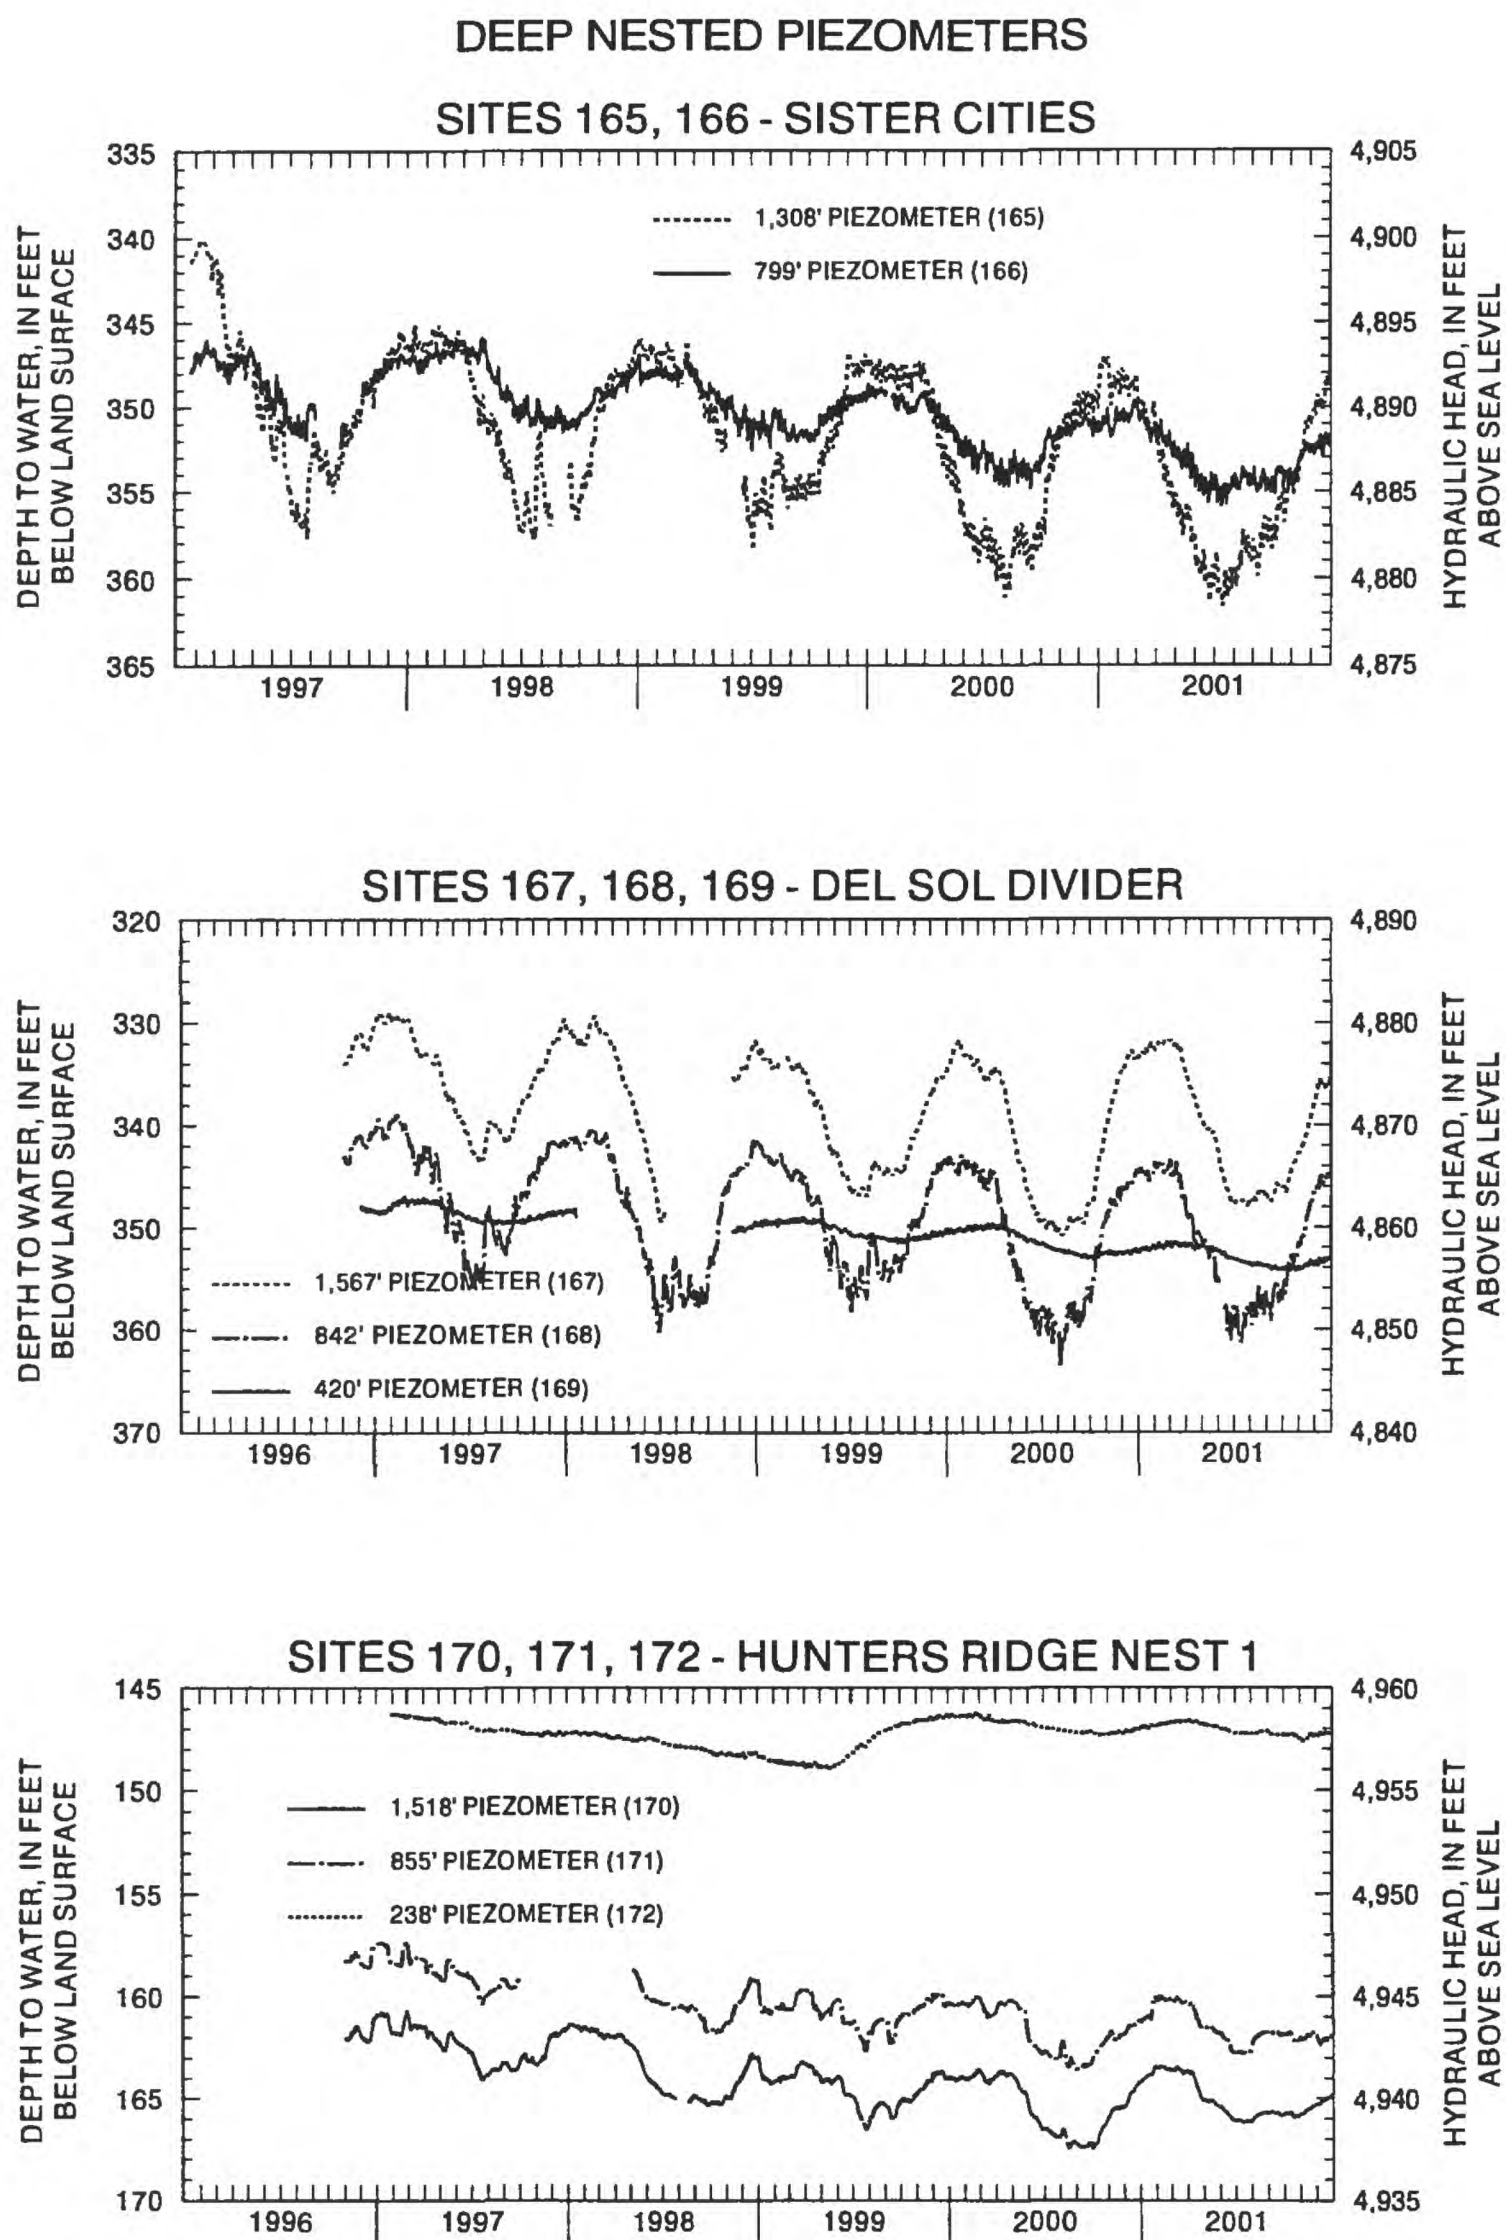 DEEP NESTED PIEZOMETERS
SITES 165, 166 - SISTER CITIES
DEPTH TO WATER, IN FEET
BELOW LAND SURFACE
335
340
345
350
355
360
365
1,308' PIEZOMETER (165)
799' PIEZOMETER (166)
4,905
4,900
4,895
4,890
4,885
4,880
4,875
HYDRAULIC HEAD, IN FEET
ABOVE SEA LEVEL
1997 1998 1999 2000 2001
SITES 167, 168, 169 - DEL SOL DIVIDER
DEPTH TO WATER, IN FEET
BELOW LAND SURFACE
320
330
340
350
360
370
1,567' PIEZOMETER (167)
842' PIEZOMETER (168)
420' PIEZOMETER (169)
4,890
4,880
4,870
4,860
4,850
4,840
HYDRAULIC HEAD, IN FEET
ABOVE SEA LEVEL
1996 1997 1998 1999 2000 2001
SITES 170, 171, 172 - HUNTERS RIDGE NEST 1
DEPTH TO WATER, IN FEET
BELOW LAND SURFACE
145
150
155
160
165
170
1,518' PIEZOMETER (170)
855' PIEZOMETER (171)
238' PIEZOMETER (172)
4,960
4,955
4,950
4,945
4,940
4,935
HYDRAULIC HEAD, IN FEET
ABOVE SEA LEVEL
1996 1997 1998 1999 2000 2001